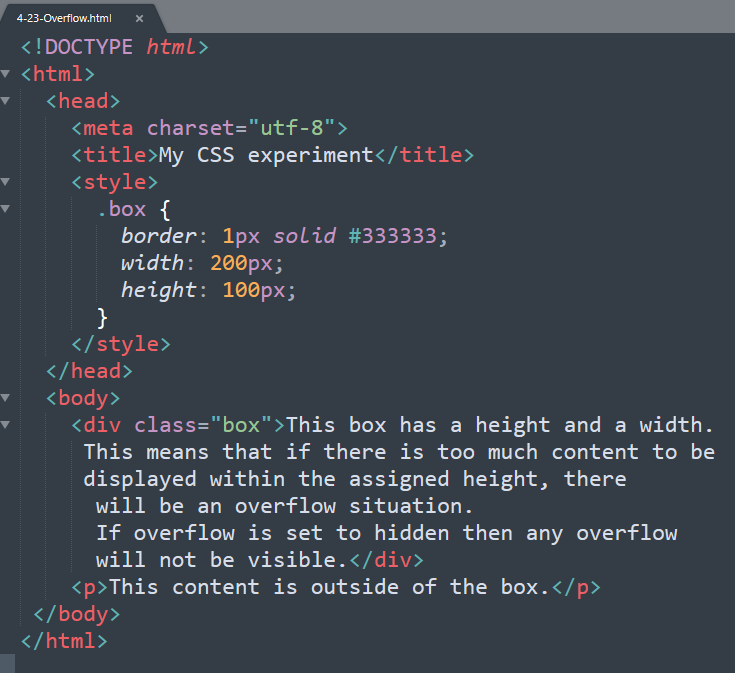 4-23-Overflow.html ×
<!DOCTYPE html>
<html>
<head>
<meta charset="utf-8">
<title>My CSS experiment</title>
<style>
.box {
border: 1px solid #333333;
width: 200px;
height: 100px;
}
</style>
</head>
<body>
<div class="box">This box has a height and a width.
This means that if there is too much content to be
displayed within the assigned height, there
will be an overflow situation.
If overflow is set to hidden then any overflow
will not be visible.</div>
<p>This content is outside of the box.</p>
</body>
</html>